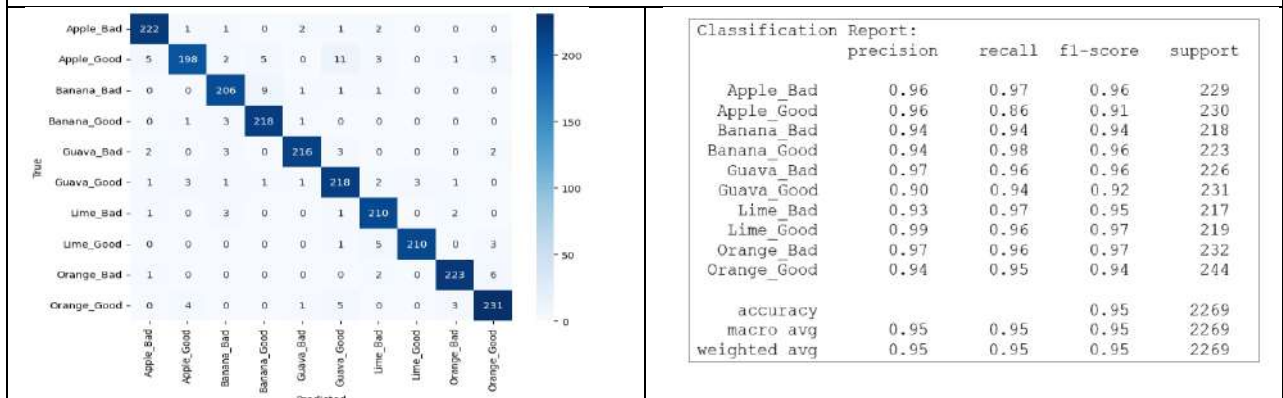 Apple_Bad - 222 1 1 0 2 1 2 0 0 0
Apple_Good - 5 198 2 5 0 11 3 0 1 5
Banana_Bad - 0 0 206 9 1 1 1 0 0 0
Banana_Good - 0 1 3 218 1 0 0 0 0 0
Guava_Bad - 2 0 3 0 216 3 0 0 0 2
Guava_Good - 1 3 1 1 1 218 2 3 1 0
Lime_Bad - 1 0 3 0 0 1 210 0 2 0
Lime_Good - 0 0 0 0 0 1 5 210 0 3
Orange_Bad - 1 0 0 0 0 0 2 0 223 6
Orange_Good - 0 4 0 0 1 5 0 0 3 231
True
Apple_Bad
Apple_Good
Banana_Bad
Banana_Good
Guava_Bad
Guava_Good
Lime_Bad
Lime_Good
Orange_Bad
Orange_Good
Predicted
- 200
- 150
- 100
- 50
- 0
Classification Report:
precision recall f1-score support
Apple_Bad 0.96 0.97 0.96 229
Apple_Good 0.96 0.86 0.91 230
Banana_Bad 0.94 0.94 0.94 218
Banana_Good 0.94 0.98 0.96 223
Guava_Bad 0.97 0.96 0.96 226
Guava_Good 0.90 0.94 0.92 231
Lime_Bad 0.93 0.97 0.95 217
Lime_Good 0.99 0.96 0.97 219
Orange_Bad 0.97 0.96 0.97 232
Orange_Good 0.94 0.95 0.94 244
accuracy 0.95 2269
macro avg 0.95 0.95 0.95 2269
weighted avg 0.95 0.95 0.95 2269